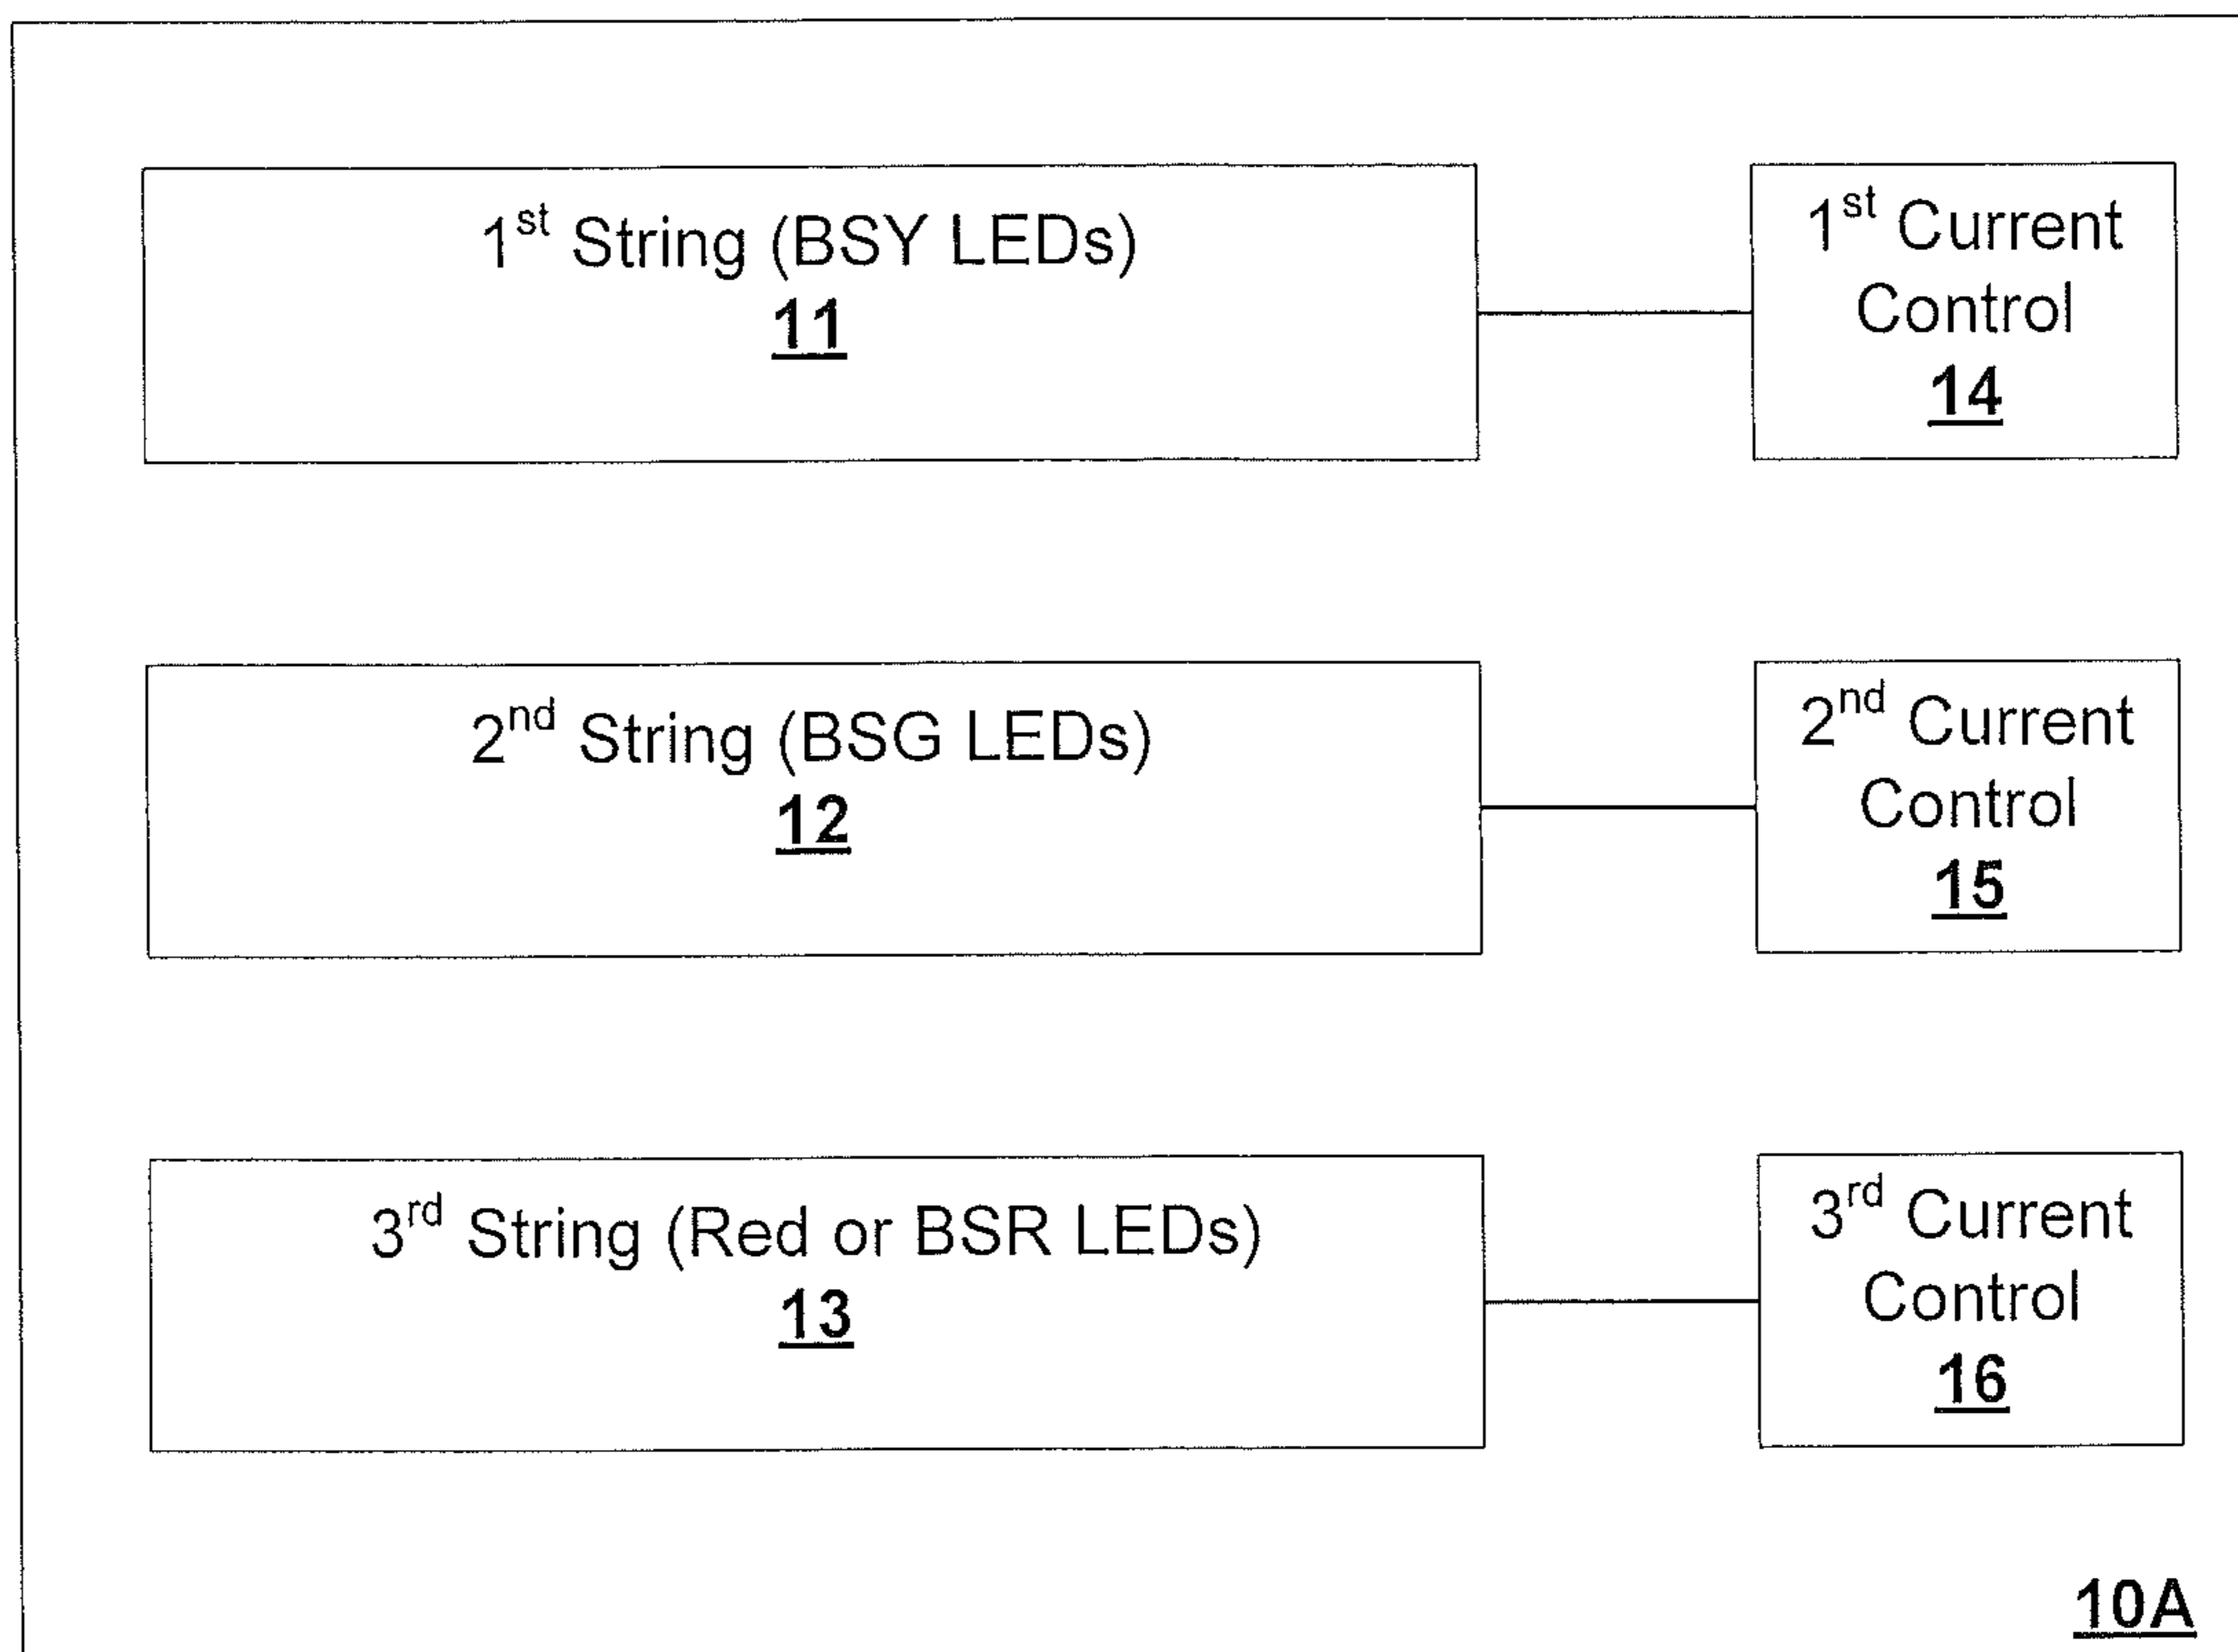 1st String (BSY LEDs)
11
1st Current
Control
14
2nd String (BSG LEDs)
12
2nd Current
Control
15
3rd String (Red or BSR LEDs)
13
3rd Current
Control
16
10A